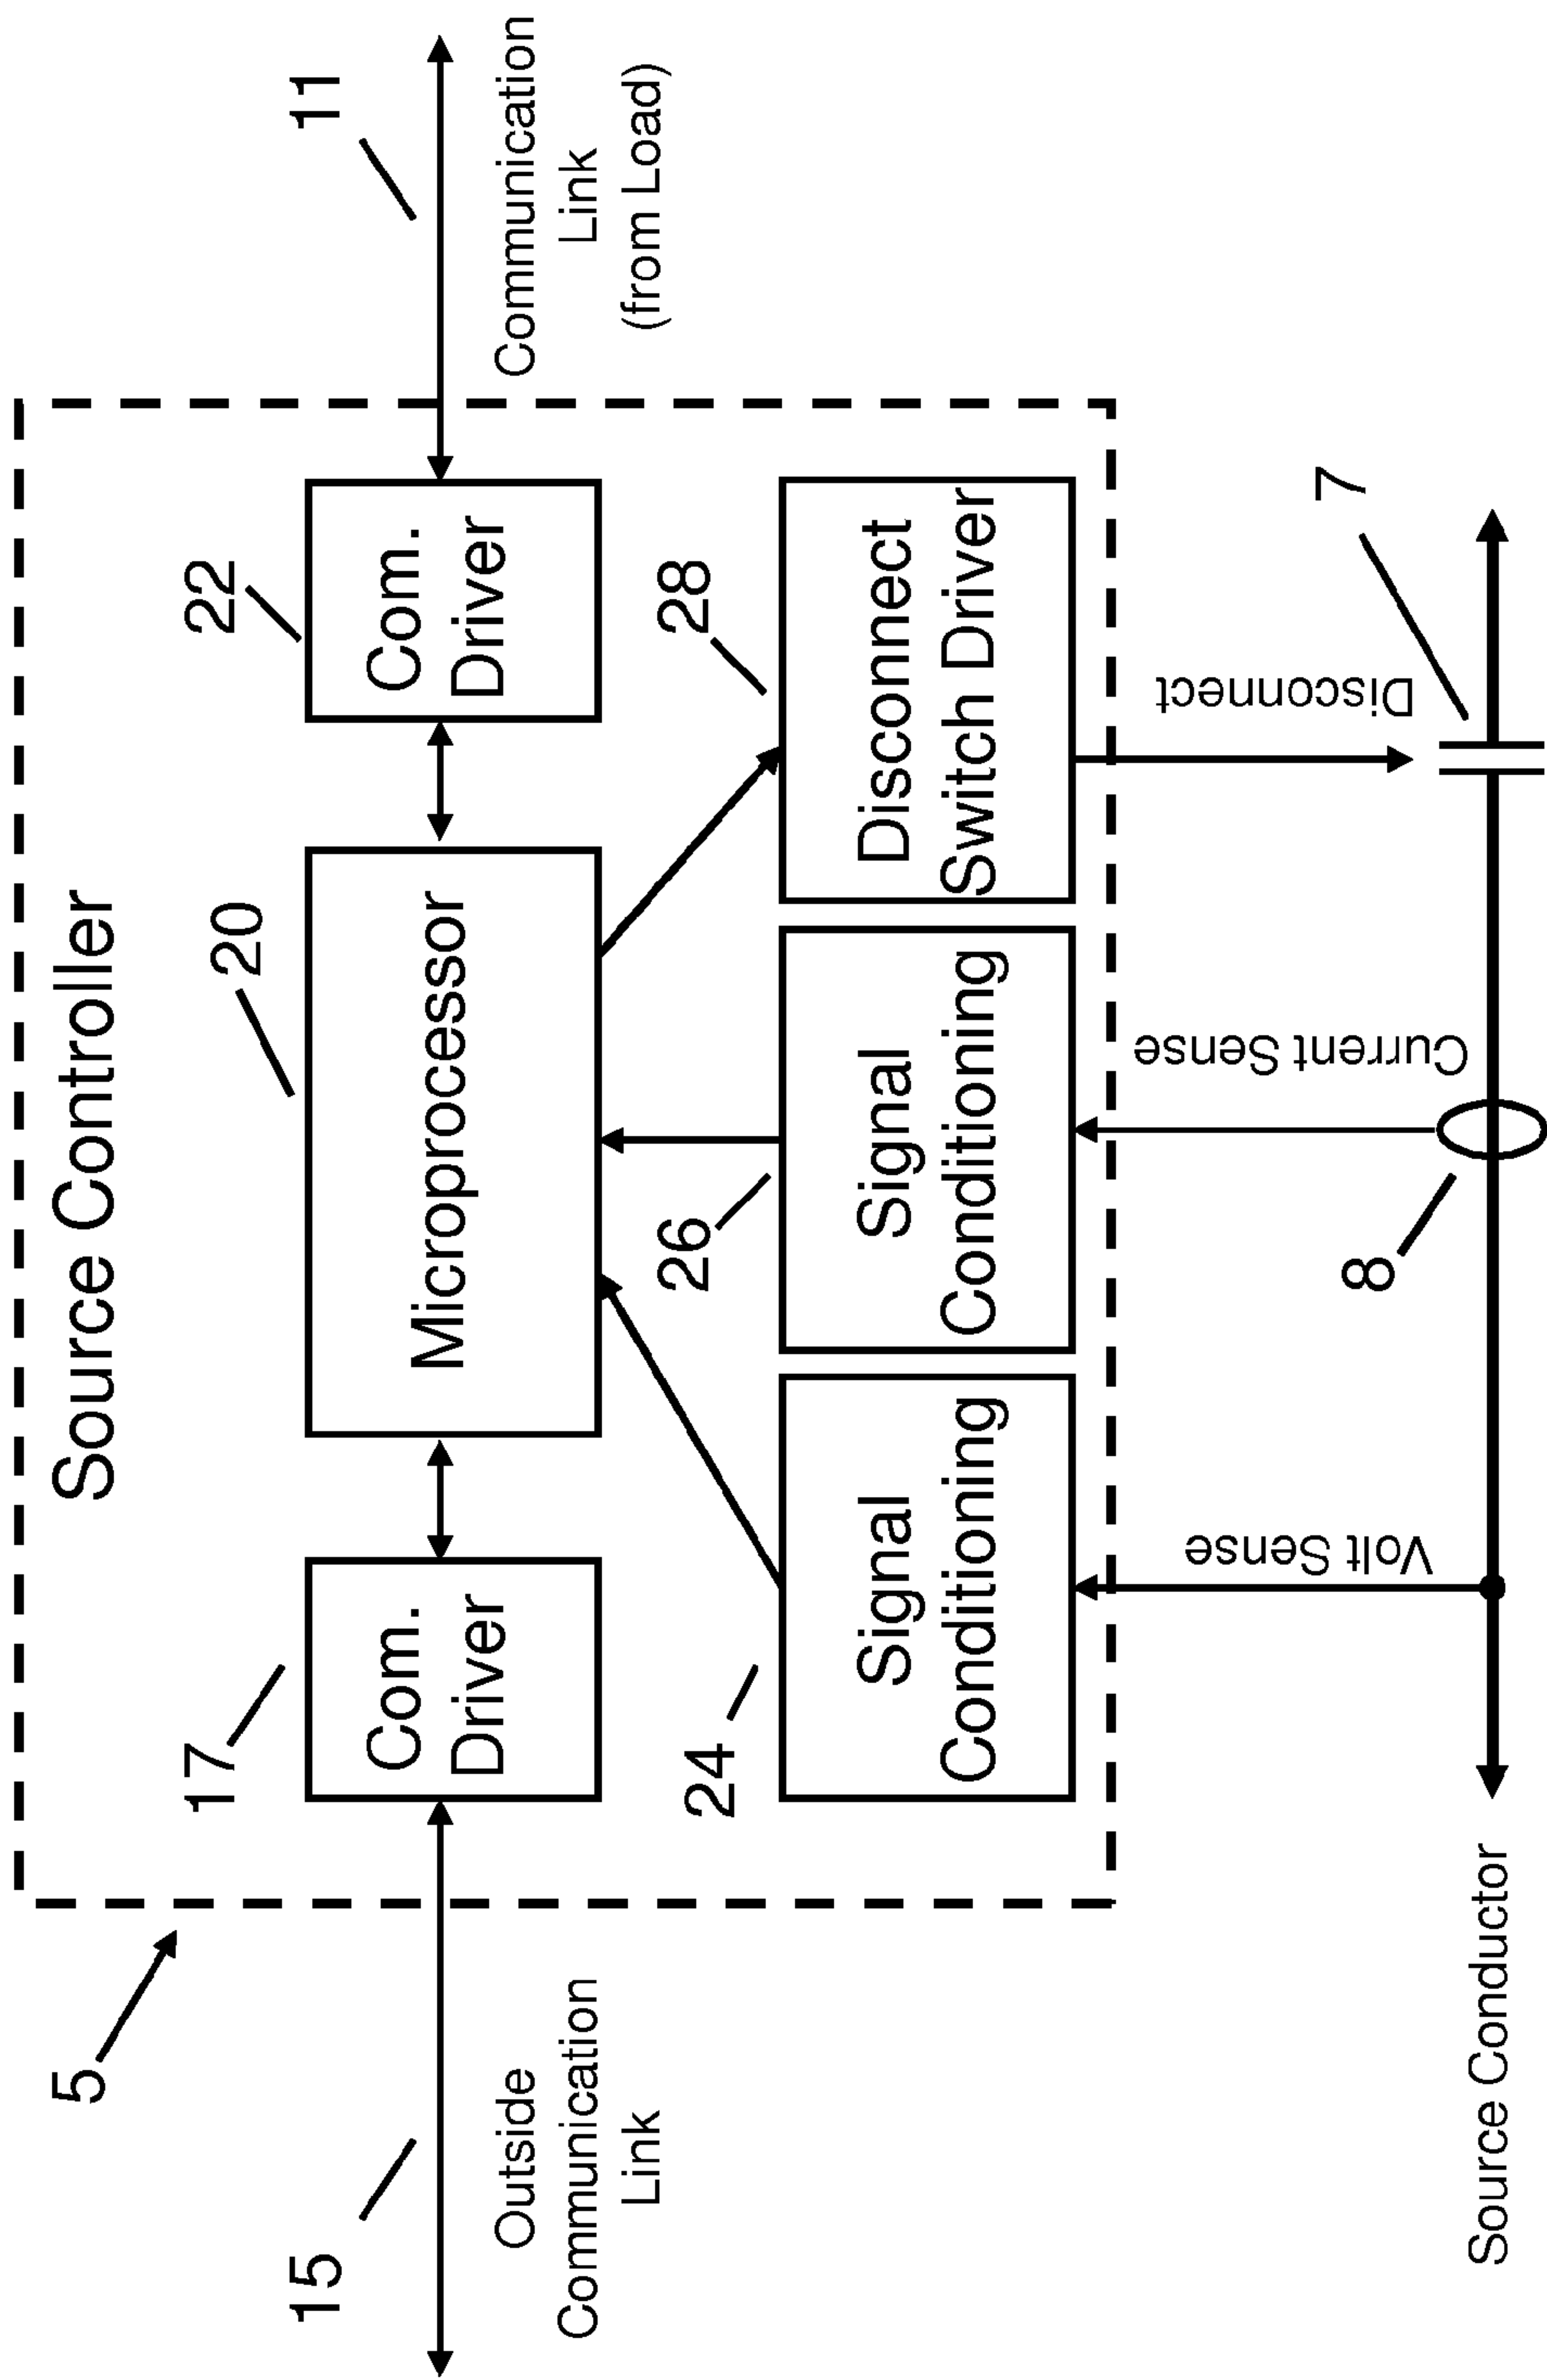 Source Controller
5
15
17
20
22
11
Com.
Driver
Microprocessor
Com.
Driver
Outside
Communication
Link
Communication
Link
(from Load)
24
26
28
Signal
Conditioning
Signal
Conditioning
Disconnect
Switch Driver
Volt Sense
Current Sense
Disconnect
8
7
Source Conductor